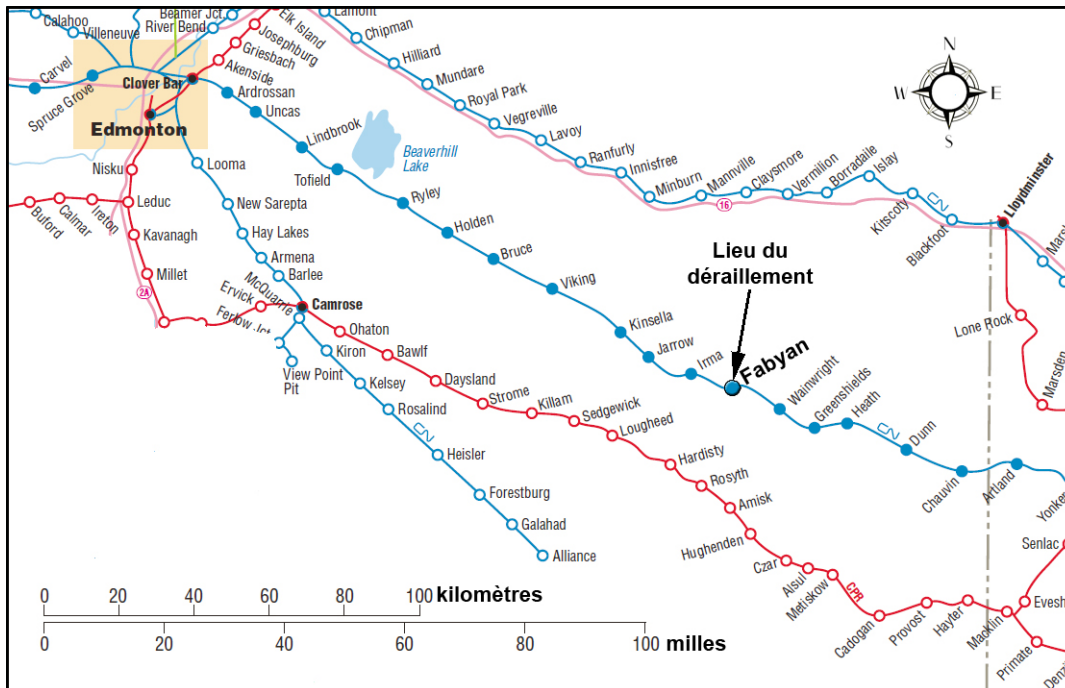 Calahoo
Villeneuve
Beamer Jct.
River Bend
Elk Island
Josephburg
Griesbach
Akenside
Lamont
Chipman
Hilliard
Mundare
Royal Park
Vegreville
Lavoy
Ranfurly
Innisfree
Minburn
Mannville
Claysmore
Vermilion
Borradaile
Islay
Kitscoty
CN
Blackfoot
Lloydminster
16
N
W
E
S
Carvel
Spruce Grove
Clover Bar
Edmonton
Ardrossan
Uncas
Lindbrook
Tofield
Beaverhill
Lake
Ryley
Holden
Bruce
Viking
Kinsella
Jarrow
Irma
Lieu du
déraillement
Fabyan
Wainwright
Greenshields
Heath
CN
Dunn
Chauvin
Artland
Lone Rock
Marsden
Nisku
Leduc
Buford
Calmar
Ireton
Kavanagh
Millet
2A
Looma
New Sarepta
Hay Lakes
Armena
Barlee
McQuarrie
Ervick
Camrose
View Point
Pit
Kiron
Kelsey
Rosalind
CN
Heisler
Forestburg
Galahad
Alliance
Ohaton
Bawlf
Daysland
Strome
Killam
Sedgewick
Lougheed
Hardisty
Rosyth
Amisk
Hughenden
Czar
Alsul
Metiskow
CPR
Cadogan
Provost
Hayter
Macklin
Senlac
Primate
0 20 40 60 80 100 kilomètres
0 20 40 60 80 100 milles